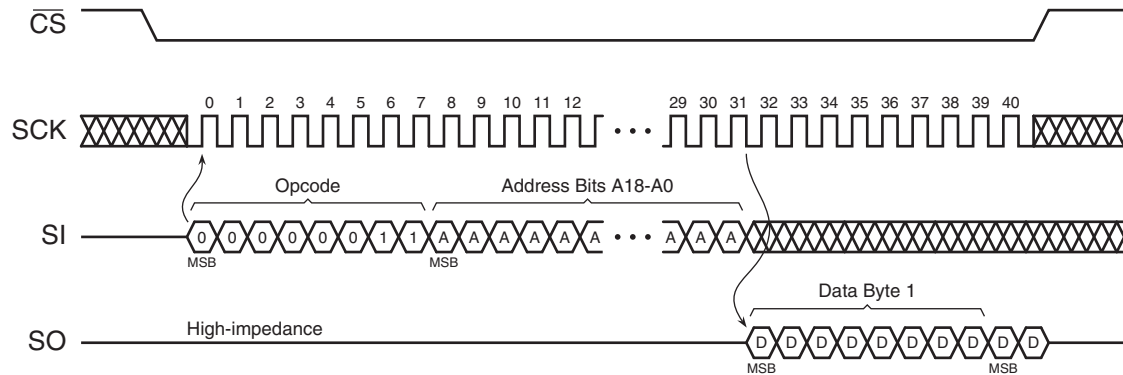 CS
SCK
0 1 2 3 4 5 6 7 8 9 10 11 12 29 30 31 32 33 34 35 36 37 38 39 40
• • •
Opcode
Address Bits A18-A0
SI
0 0 0 0 0 0 1 1 A A A A A A • • • A A A
MSB
MSB
Data Byte 1
High-impedance
SO
D D D D D D D D D D
MSB
MSB